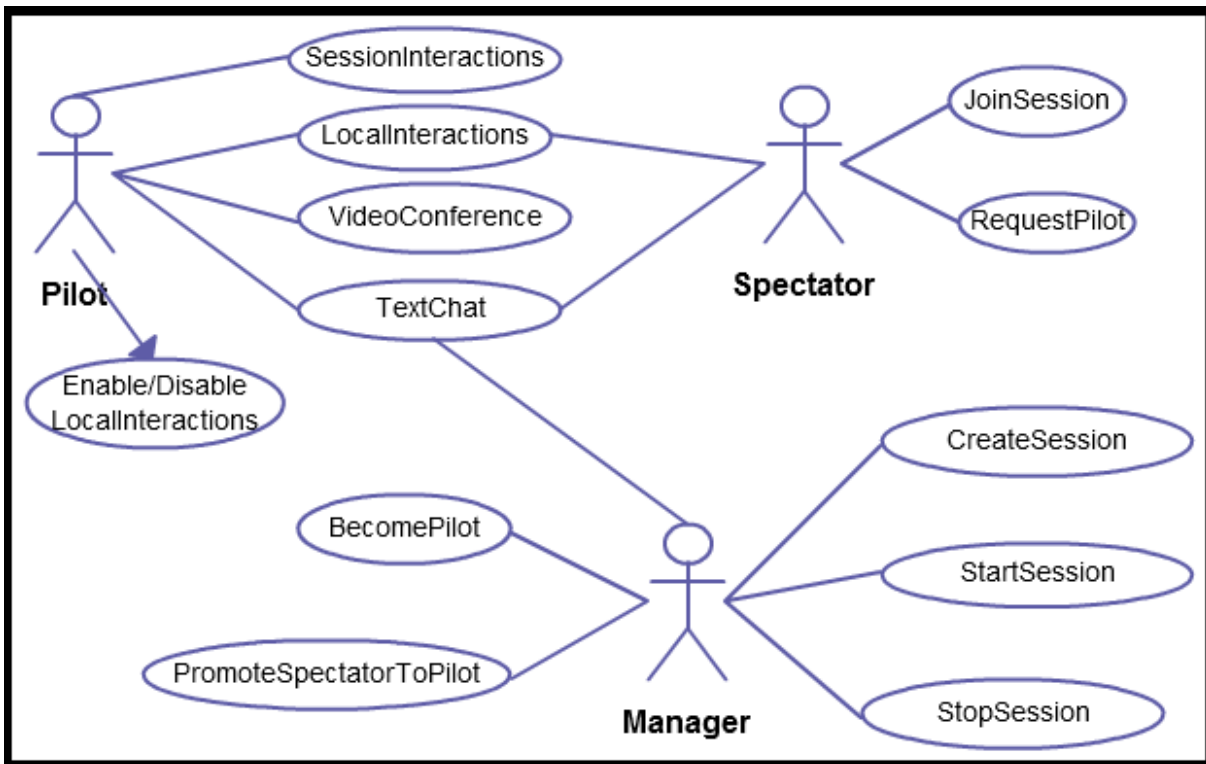 SessionInteractions
JoinSession
LocalInteractions
VideoConference
RequestPilot
Spectator
Pilot
TextChat
Enable/Disable
LocalInteractions
CreateSession
BecomePilot
StartSession
PromoteSpectatorToPilot
StopSession
Manager